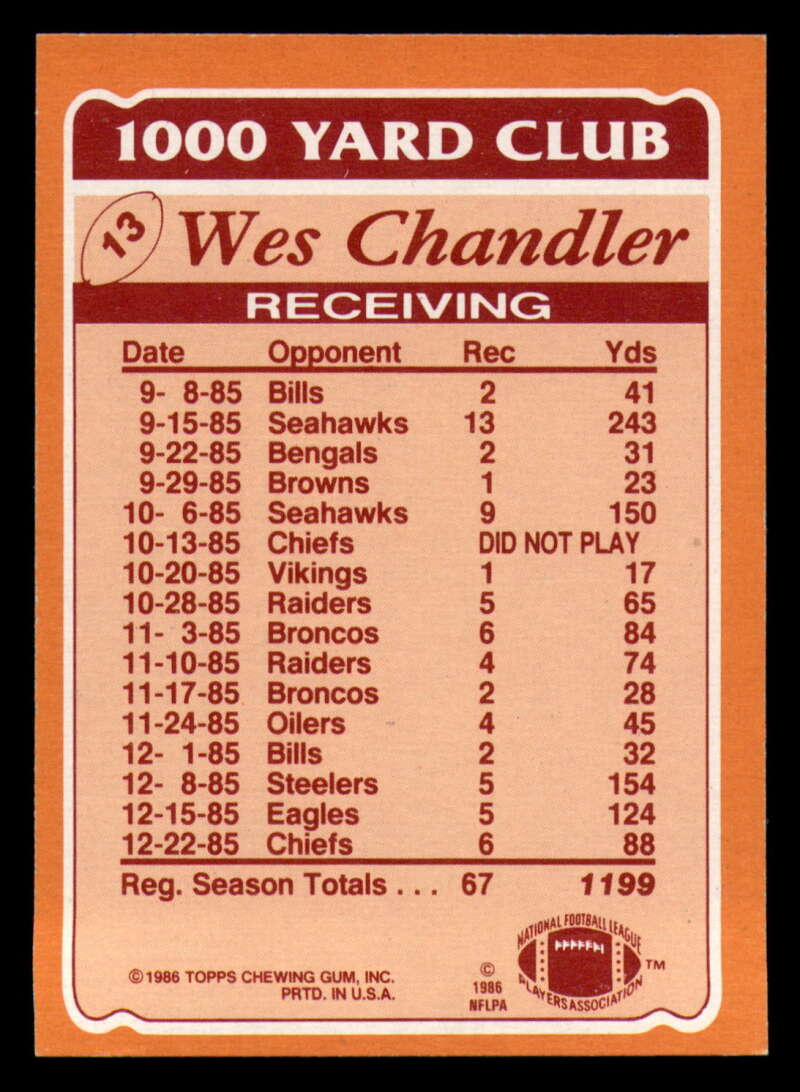 1000 YARD CLUB
13 Wes Chandler
RECEIVING
Date Opponent Rec Yds
9- 8-85 Bills 2 41
9-15-85 Seahawks 13 243
9-22-85 Bengals 2 31
9-29-85 Browns 1 23
10- 6-85 Seahawks 9 150
10-13-85 Chiefs DID NOT PLAY
10-20-85 Vikings 1 17
10-28-85 Raiders 5 65
11- 3-85 Broncos 6 84
11-10-85 Raiders 4 74
11-17-85 Broncos 2 28
11-24-85 Oilers 4 45
12- 1-85 Bills 2 32
12- 8-85 Steelers 5 154
12-15-85 Eagles 5 124
12-22-85 Chiefs 6 88
Reg. Season Totals . . . 67 1199
©1986 TOPPS CHEWING GUM, INC.
PRTD. IN U.S.A.
©
1986
NFLPA
NATIONAL FOOTBALL LEAGUE
PLAYERS ASSOCIATION
TM